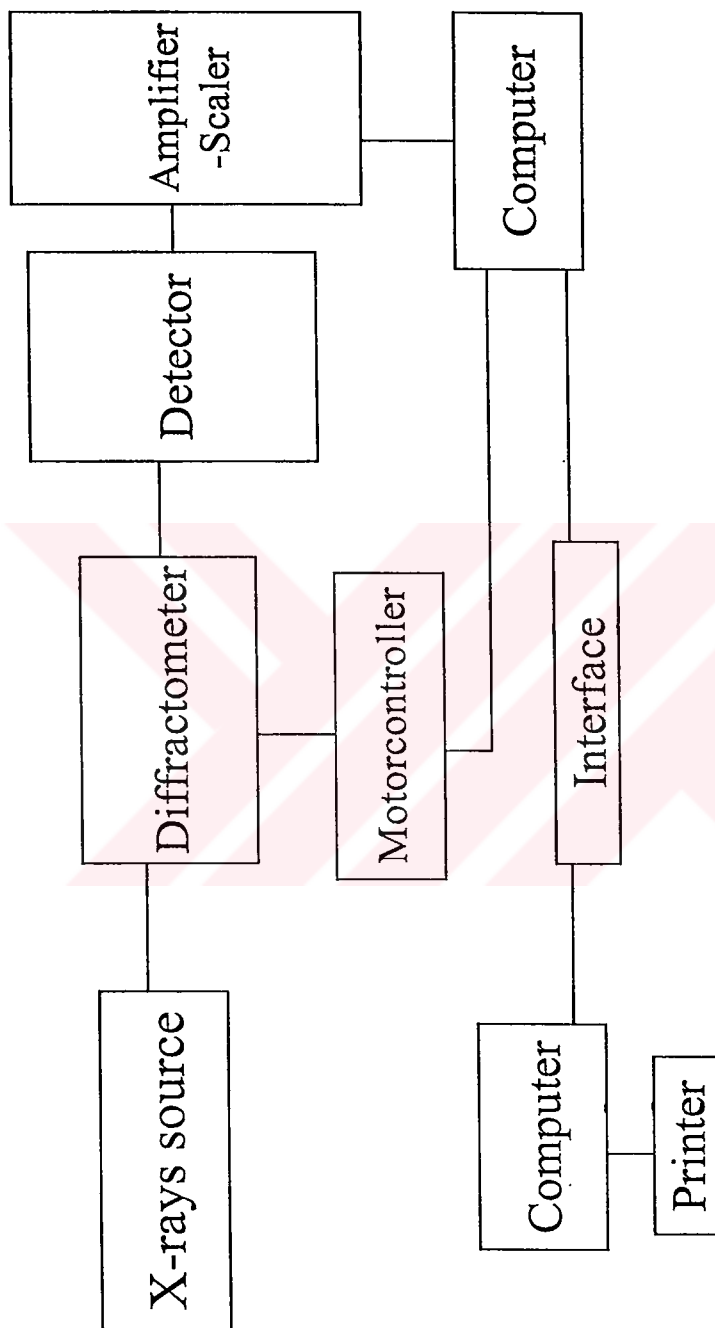 X-rays source
Diffractometer
Detector
Amplifier
-Scaler
Motorcontroller
Computer
Interface
Computer
Printer